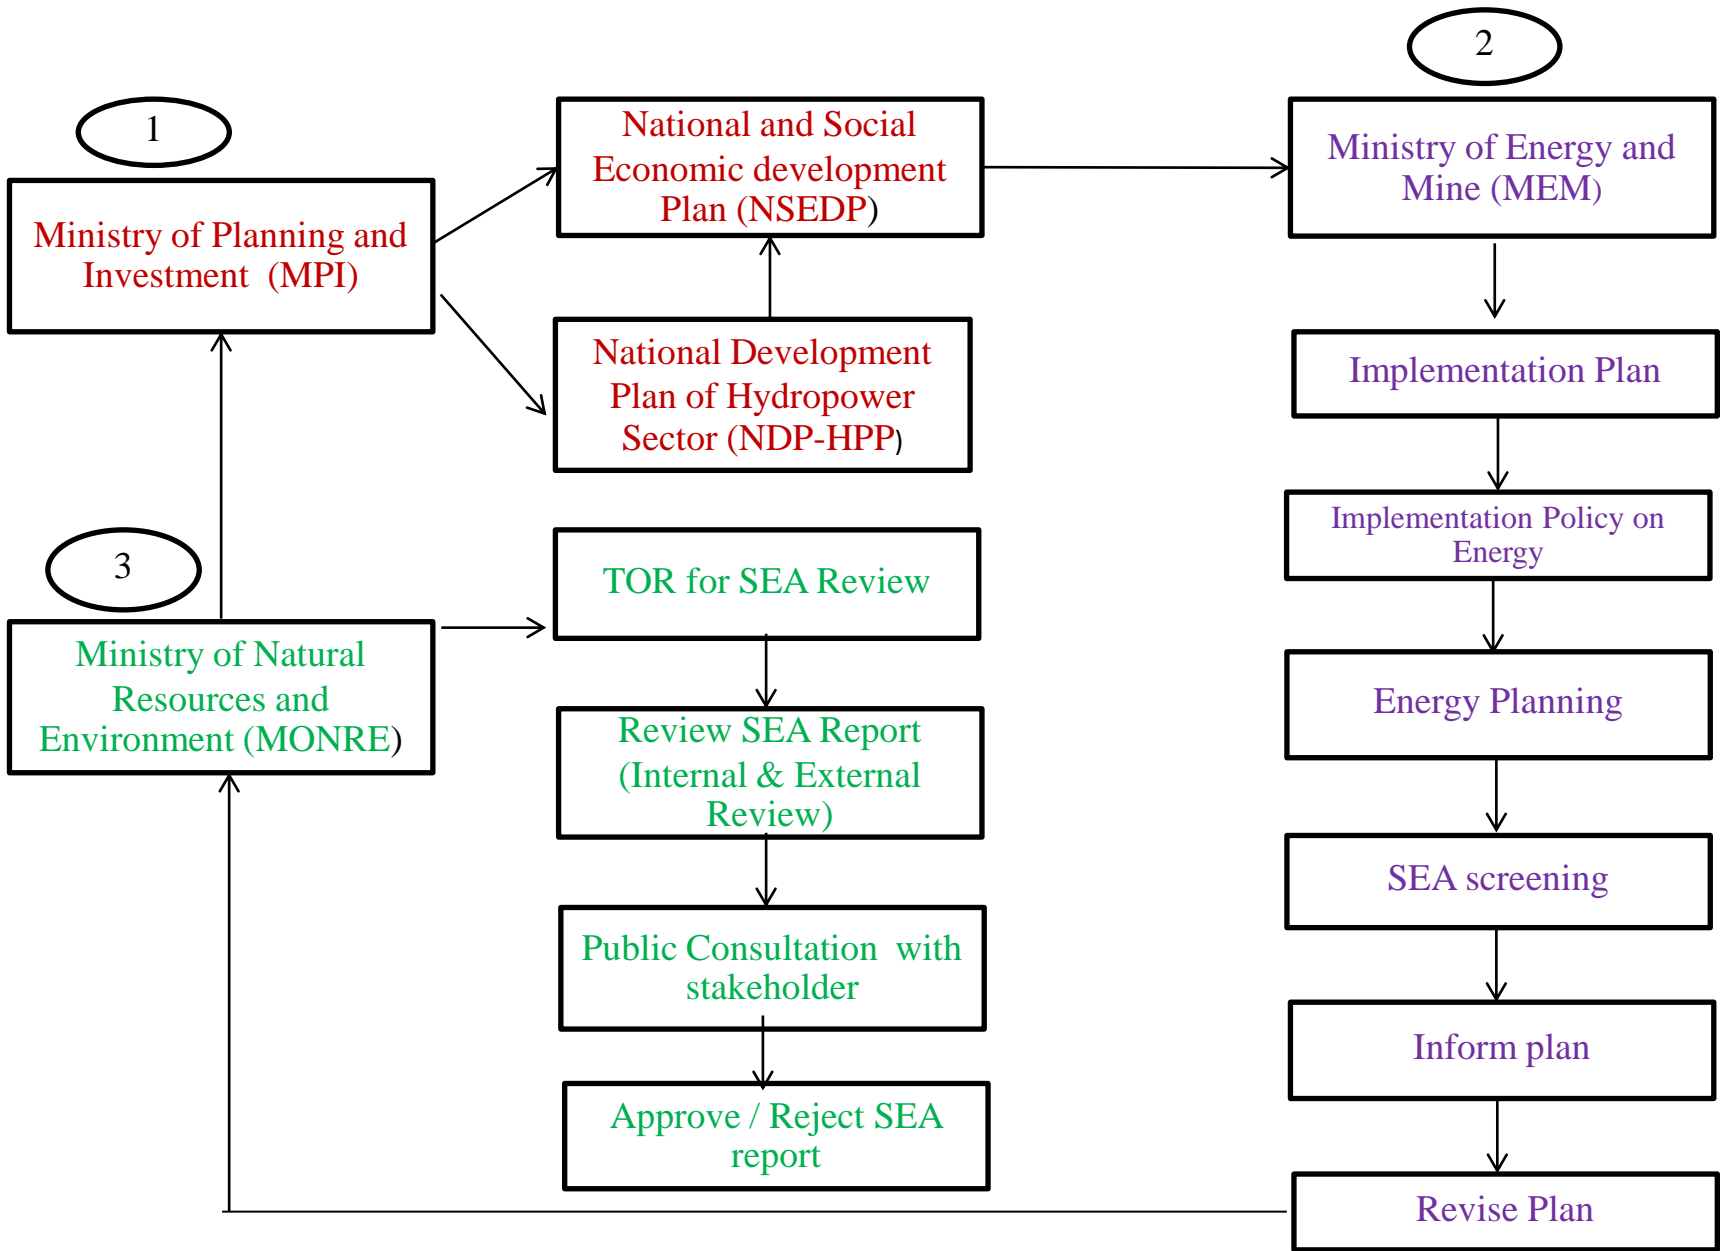 1
Ministry of Planning and
Investment  (MPI)
National and Social
Economic development
Plan (NSEDP)
National Development
Plan of Hydropower
Sector (NDP-HPP)
2
Ministry of Energy and
Mine (MEM)
Implementation Plan
Implementation Policy on
Energy
Energy Planning
SEA screening
Inform plan
Revise Plan
3
Ministry of Natural
Resources and
Environment (MONRE)
TOR for SEA Review
Review SEA Report
(Internal & External
Review)
Public Consultation  with
stakeholder
Approve / Reject SEA
report